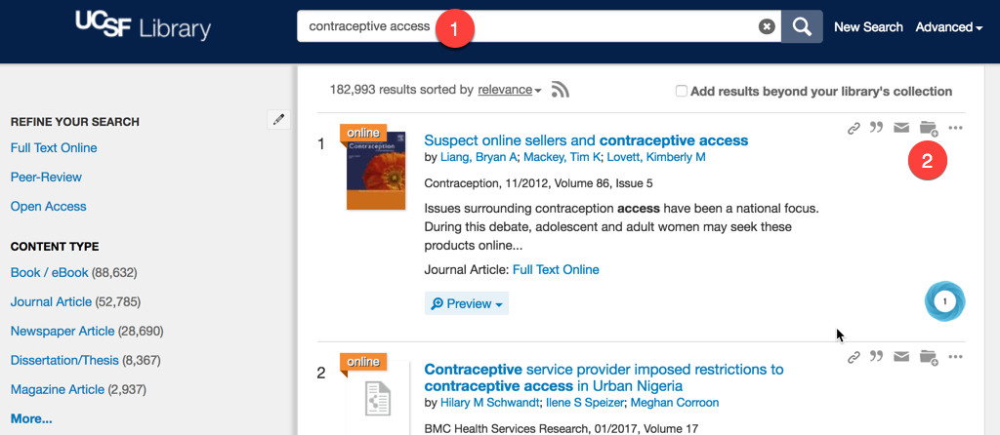 UCSF Library
contraceptive access
1
New Search
Advanced
182,993 results sorted by relevance
Add results beyond your library's collection
REFINE YOUR SEARCH
Full Text Online
Peer-Review
Open Access
CONTENT TYPE
Book / eBook (88,632)
Journal Article (52,785)
Newspaper Article (28,690)
Dissertation/Thesis (8,367)
Magazine Article (2,937)
More...
1
online
Contraception
Suspect online sellers and contraceptive access
by Liang, Bryan A; Mackey, Tim K; Lovett, Kimberly M
2
Contraception, 11/2012, Volume 86, Issue 5
Issues surrounding contraception access have been a national focus.
During this debate, adolescent and adult women may seek these
products online...
Journal Article: Full Text Online
Preview
1
2
online
Contraceptive service provider imposed restrictions to
contraceptive access in Urban Nigeria
by Hilary M Schwandt; Ilene S Speizer; Meghan Corroon
BMC Health Services Research, 01/2017, Volume 17